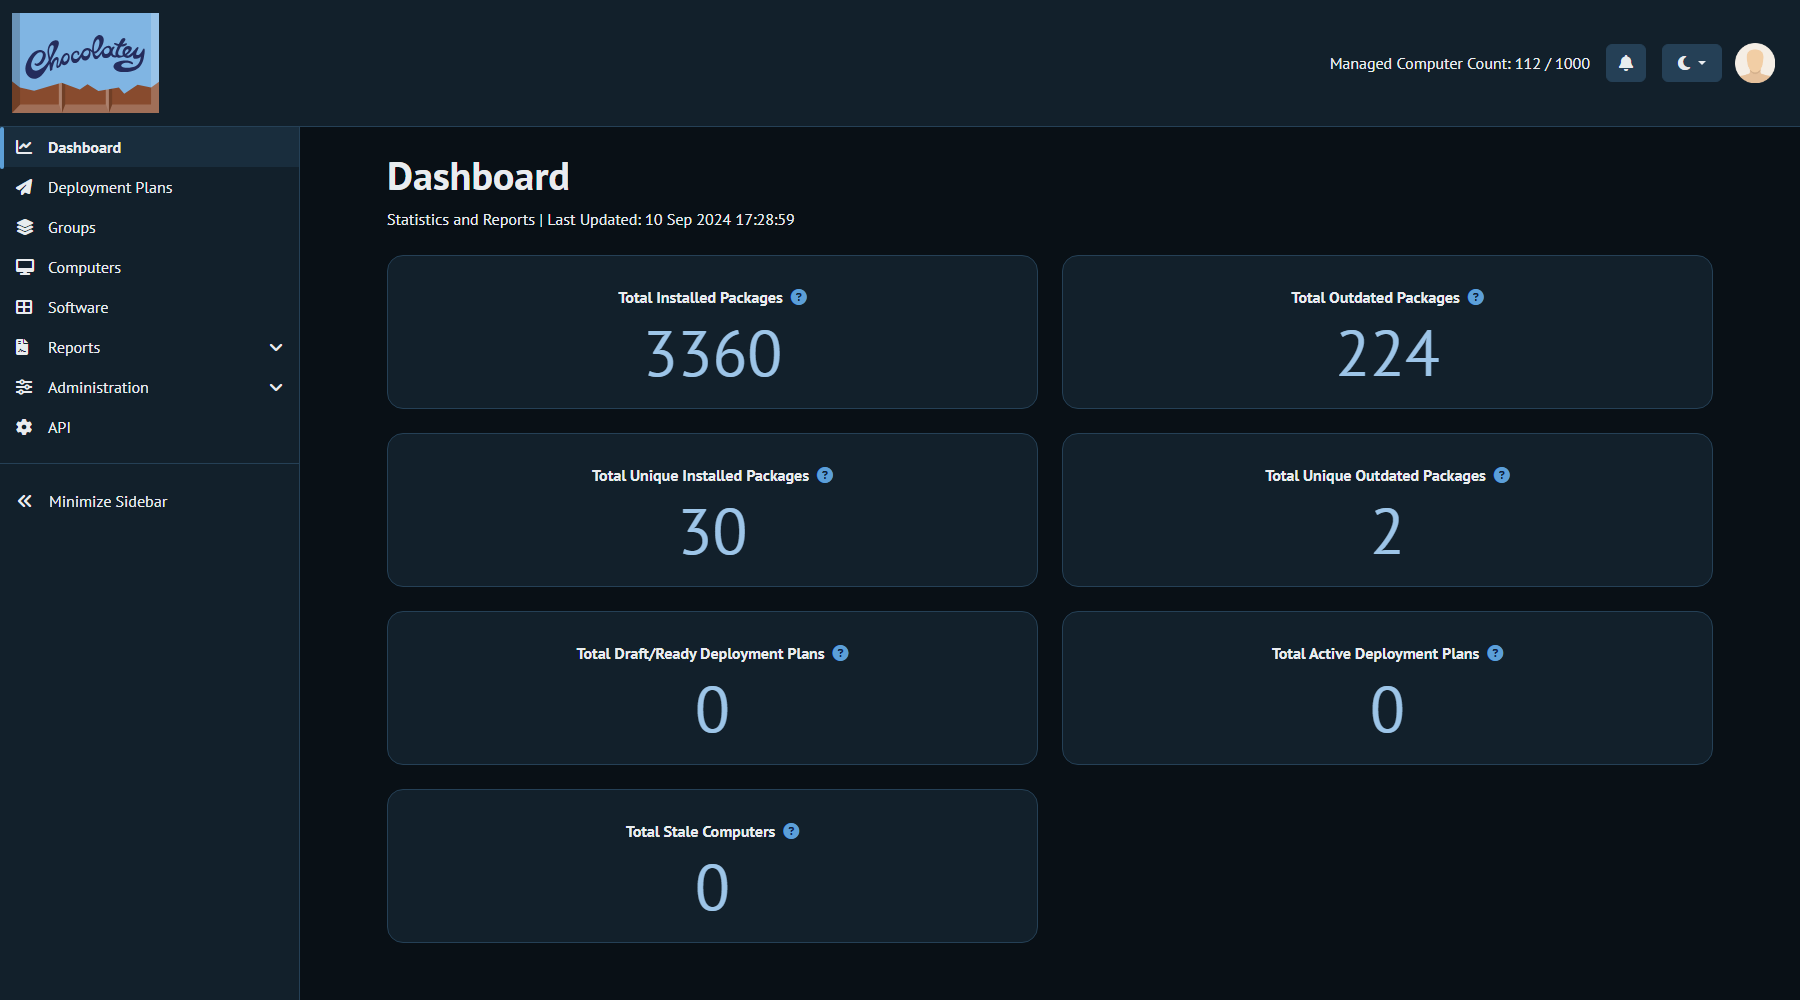 Chocolatey
Managed Computer Count: 112 / 1000
Dashboard
Deployment Plans
Groups
Computers
Software
Reports
Administration
API
Minimize Sidebar
Dashboard
Statistics and Reports | Last Updated: 10 Sep 2024 17:28:59
Total Installed Packages ?
3360
Total Outdated Packages ?
224
Total Unique Installed Packages ?
30
Total Unique Outdated Packages ?
2
Total Draft/Ready Deployment Plans ?
0
Total Active Deployment Plans ?
0
Total Stale Computers ?
0